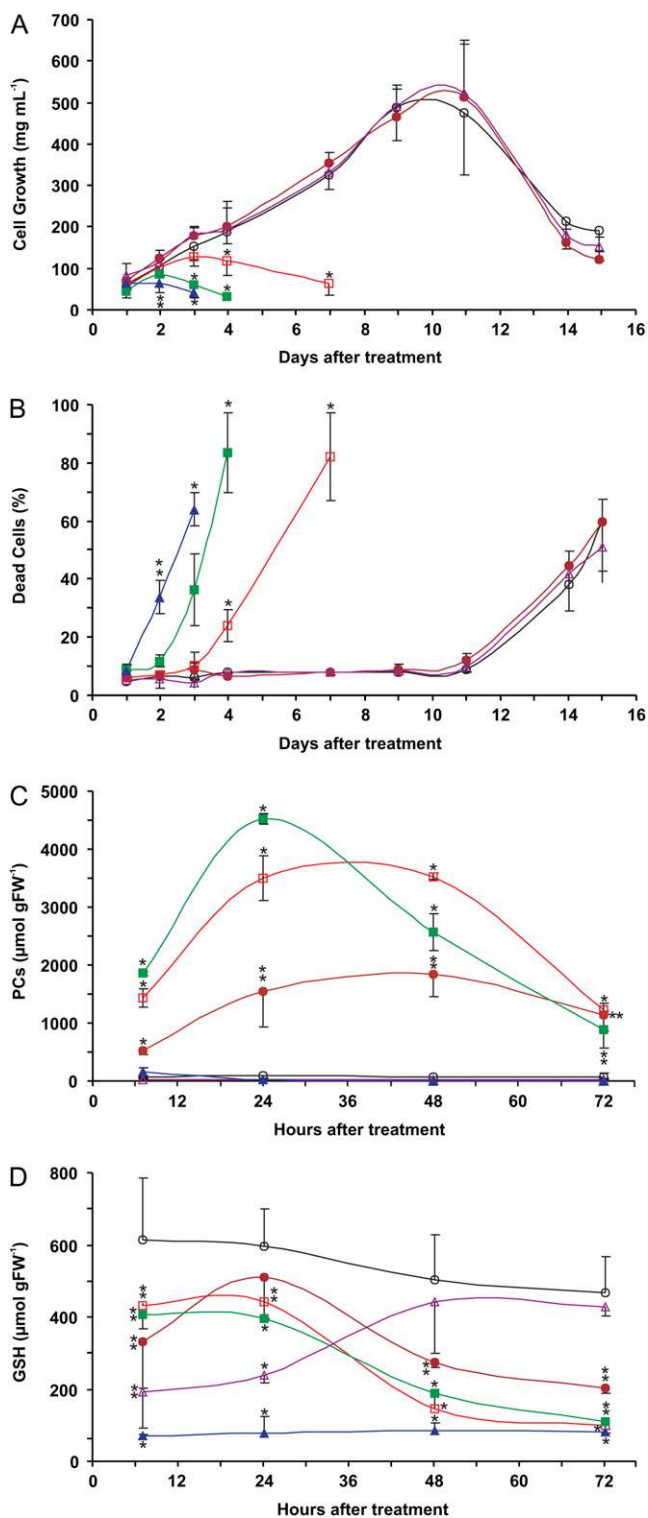 A
700
600
500
400
300
200
100
0
Cell Growth (mg mL⁻¹)
* * * * * * *
0 2 4 6 8 10 12 14 16
Days after treatment
B
100
80
60
40
20
0
Dead Cells (%)
* * * * * *
0 2 4 6 8 10 12 14 16
Days after treatment
C
5000
4000
3000
2000
1000
0
PCs (µmol gFW⁻¹)
* * * * * * * * * * * * * * * *
0 12 24 36 48 60 72
Hours after treatment
D
800
600
400
200
0
GSH (µmol gFW⁻¹)
0 12 24 36 48 60 72
Hours after treatment